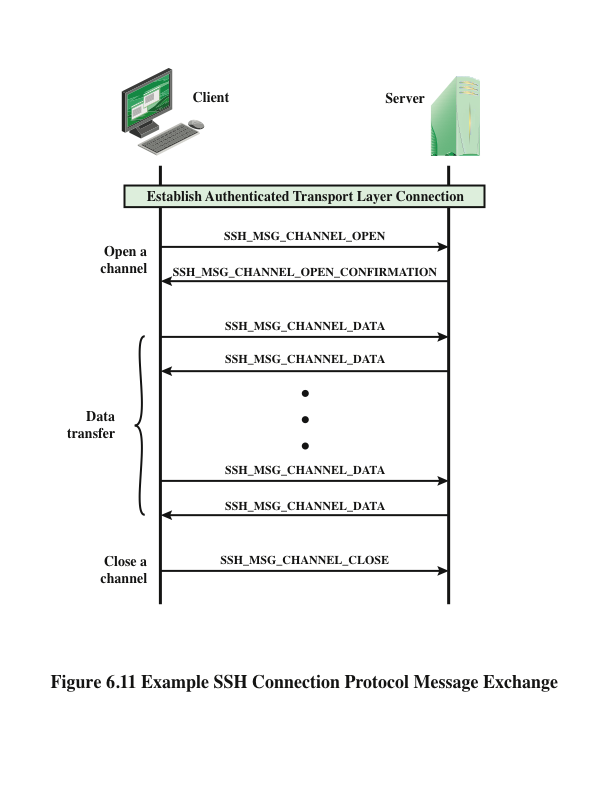 Client
Server
Establish Authenticated Transport Layer Connection
SSH_MSG_CHANNEL_OPEN
Open a
channel
SSH_MSG_CHANNEL_OPEN_CONFIRMATION
SSH_MSG_CHANNEL_DATA
SSH_MSG_CHANNEL_DATA
Data
transfer
SSH_MSG_CHANNEL_DATA
SSH_MSG_CHANNEL_DATA
SSH_MSG_CHANNEL_CLOSE
Close a
channel
Figure 6.11 Example SSH Connection Protocol Message Exchange